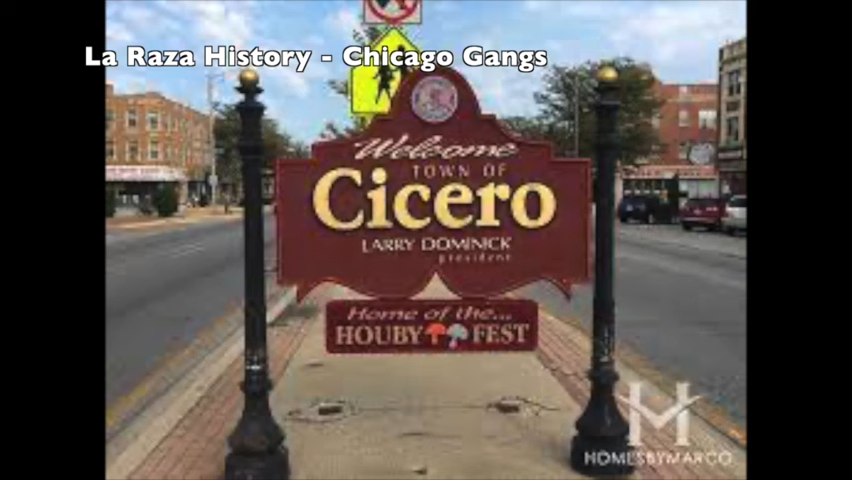 La Raza History - Chicago Gangs
Welcome
TOWN OF
Cicero
LARRY DOMINICK
president
Home of the...
HOUBY FEST
HOMESBYMARCO